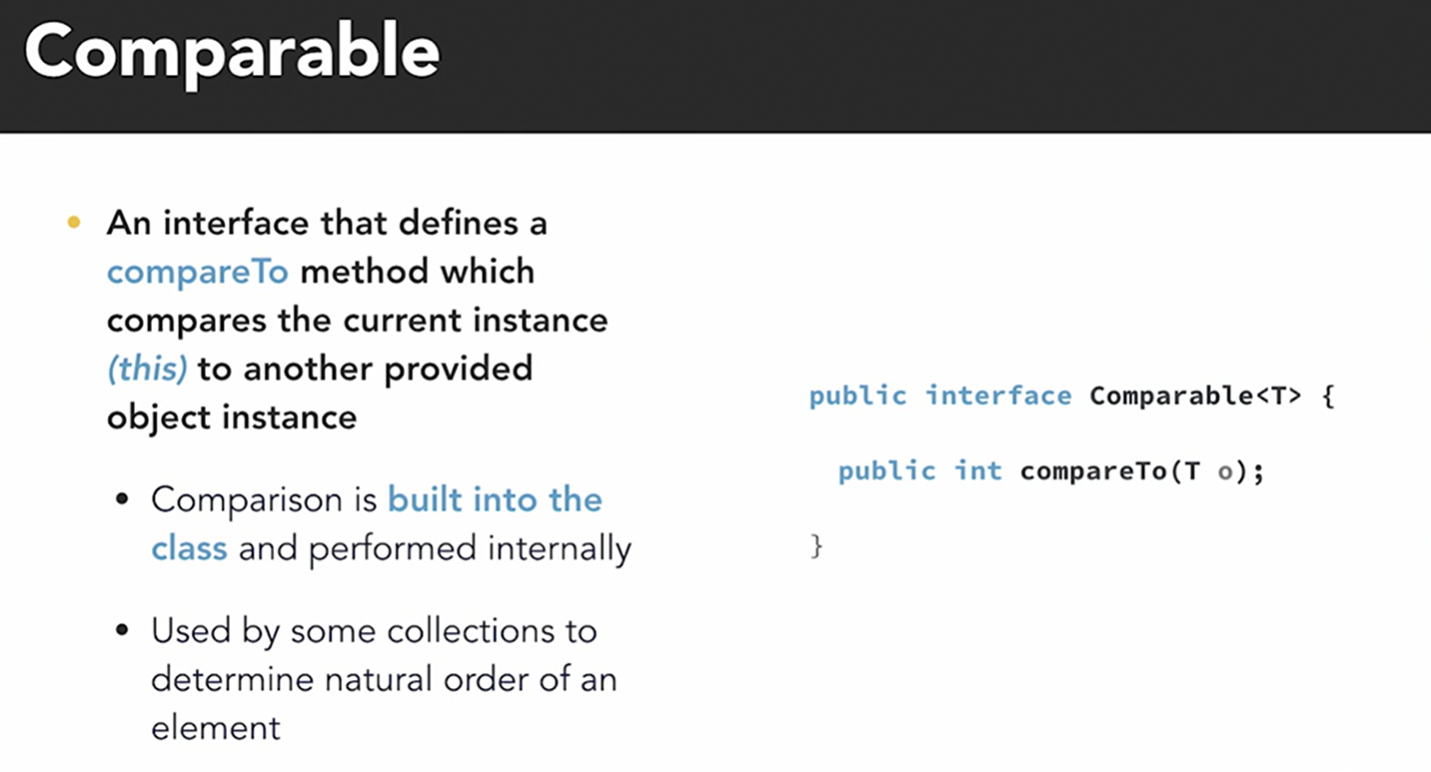 Comparable
• An interface that defines a
compareTo method which
compares the current instance
(this) to another provided
object instance
• Comparison is built into the
class and performed internally
• Used by some collections to
determine natural order of an
element
public interface Comparable<T> {
public int compareTo(T o);
}